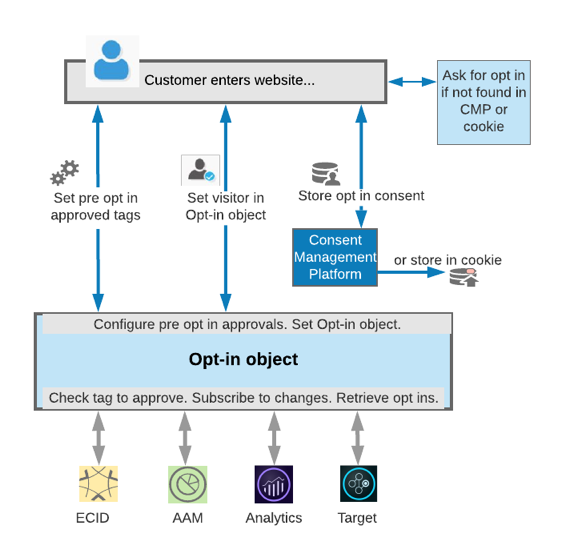 Customer enters website...
Ask for opt in
if not found in
CMP or
cookie
Set pre opt in
approved tags
Set visitor in
Opt-in object
Store opt in consent
Consent
Management
Platform
or store in cookie
Configure pre opt in approvals. Set Opt-in object.
Opt-in object
Check tag to approve. Subscribe to changes. Retrieve opt ins.
ECID
AAM
Analytics
Target